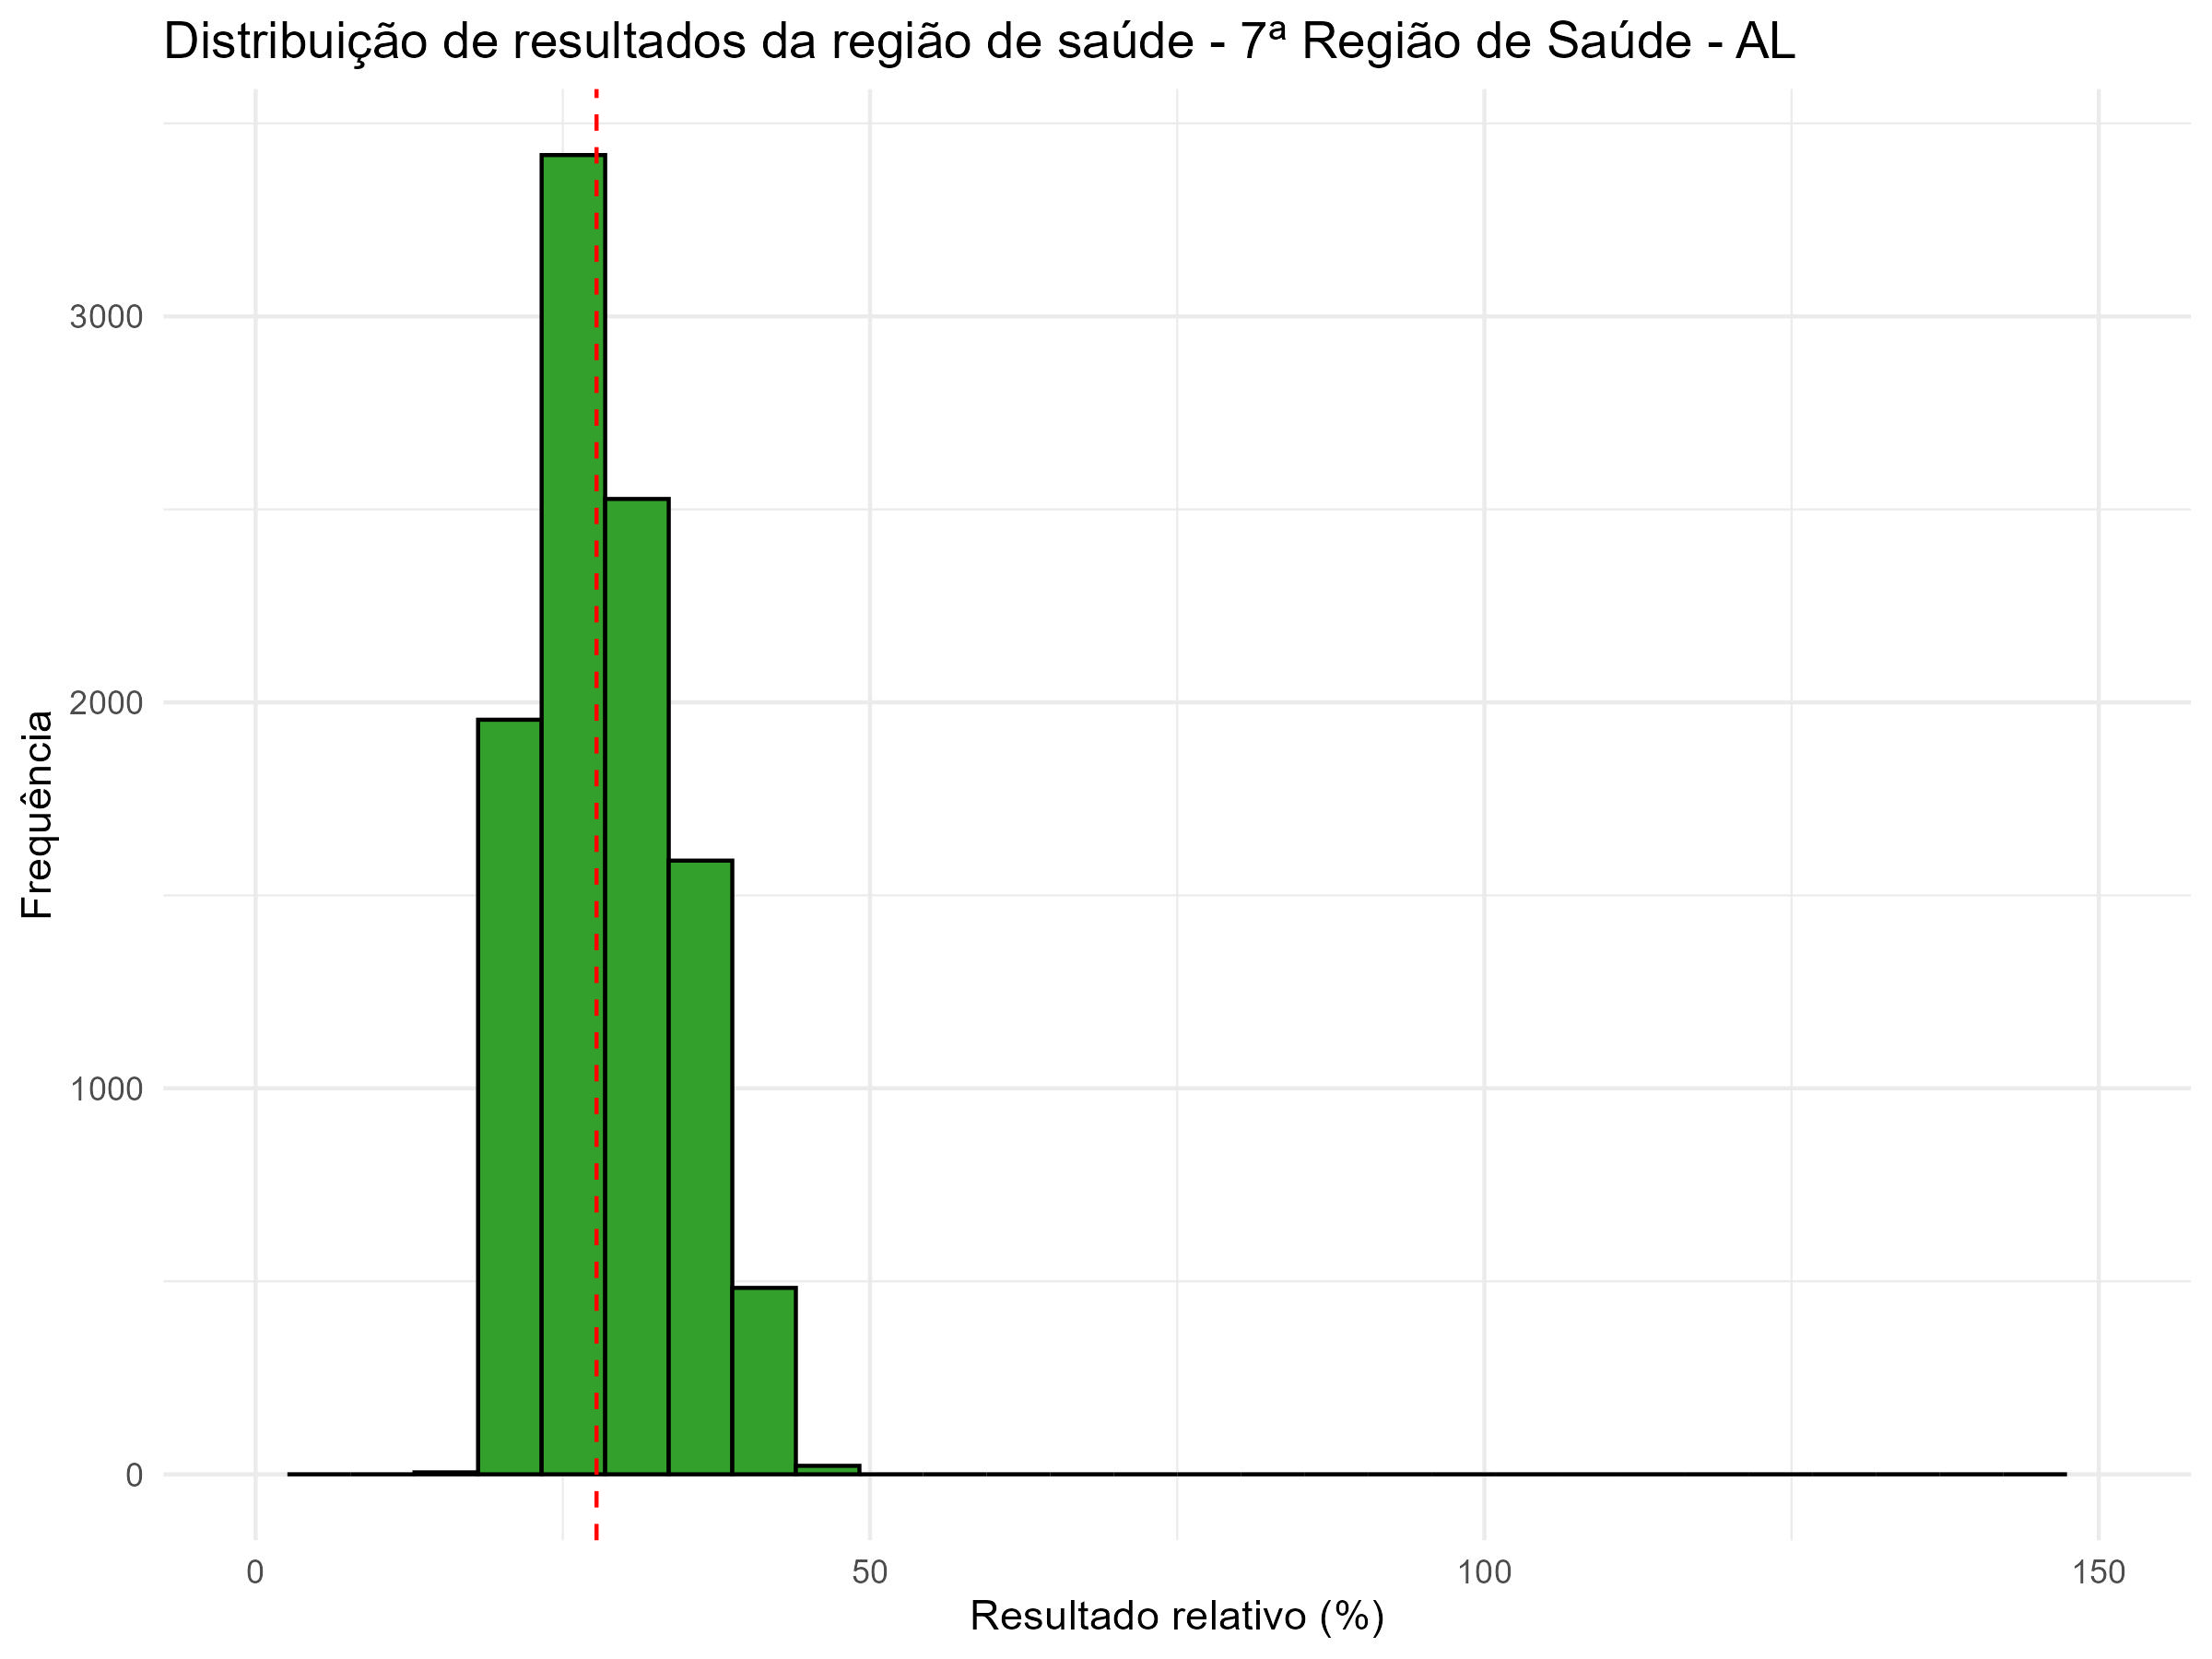 Distribuição de resultados da região de saúde - 7ª Região de Saúde - AL
Frequência
3000
2000
1000
0
0 50 100 150
Resultado relativo (%)